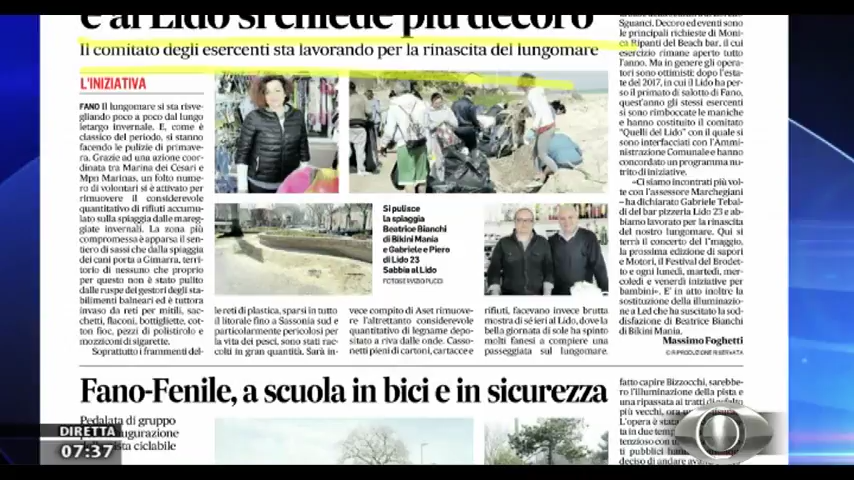 e al Lido si chiede più decoro
Il comitato degli esercenti sta lavorando per la rinascita del lungomare
L'INIZIATIVA
FANO Il lungomare si sta risve-
gliando poco a poco dal lungo
letargo invernale. E, come è
classico del periodo, si stanno
facendo le pulizie di primave-
ra. Grazie ad una azione coor-
dinata tra Marina dei Cesari e
Mpn Marinas, un folto nume-
ro di volontari si è attivato per
rimuovere il considerevole
quantitativo di rifiuti accumu-
lato sulla spiaggia dalle mareg-
giate invernali. La zona più
compromessa è apparsa il sen-
tiero di sassi che dalla spiaggia
dei cani porta a Gimarra, terri-
torio di nessuno che proprio
per questo non è stato pulito
dalle ruspe dei gestori degli sta-
bilimenti balneari ed è tuttora
invaso da reti per mitili, sac-
chetti, flaconi, bottigliette, cot-
ton fioc, pezzi di polistirolo e
mozziconi di sigarette.
Soprattutto i frammenti del-
le reti di plastica, sparsi in tutto
il litorale fino a Sassonia sud e
particolarmente pericolosi per
la vita dei pesci, sono stati rac-
colti in gran quantità. Sarà in-
Si pulisce
la spiaggia
Beatrice Bianchi
di Bikini Mania
e Gabriele e Piero
di Lido 23
Sabbia al Lido
vece compito di Aset rimuove-
re l'altrettanto considerevole
quantitativo di legname depo-
sitato a riva dalle onde. Casso-
netti pieni di cartoni, cartacce e
rifiuti, facevano invece brutta
mostra di sé ieri al Lido, dove la
bella giornata di sole ha spinto
molti fanesi a compiere una
passeggiata sul lungomare.
Sguanci. Decoro ed eventi sono
le principali richieste di Moni-
ca Ripanti del Beach bar, il cui
esercizio rimane aperto tutto
l'anno. Ma in genere gli opera-
tori sono ottimisti: dopo l'esta-
te del 2017, in cui il Lido ha per-
so il primato di salotto di Fano,
quest'anno gli stessi esercenti
si sono rimboccate le maniche e
hanno costituito il comitato
"Quelli del Lido" con il quale si
sono interfacciati con l'Ammi-
nistrazione Comunale e hanno
concordato un programma nu-
trito di iniziative.
«Ci siamo incontrati più vol-
te con l'assessore Marchegiani
– ha dichiarato Gabriele Tebal-
di del bar pizzeria Lido 23 e ab-
biamo lavorato per la rinascita
del nostro lungomare. Qui si
terrà il concerto del 1°maggio,
la prossima edizione di sapori
e Motori, il Festival del Brodet-
to e ogni lunedì, martedì, mer-
coledì e venerdì iniziative per
bambini». E' in atto inoltre la
sostituzione della illuminazio-
ne a Led che ha suscitato la sod-
disfazione di Beatrice Bianchi
di Bikini Mania.
Massimo Foghetti
© RIPRODUZIONE RISERVATA
Fano-Fenile, a scuola in bici e in sicurezza
Pedalata di gruppo
fatto capire Bizzocchi, sarebbe-
ro l'illuminazione della pista e
DIRETTA
07:37